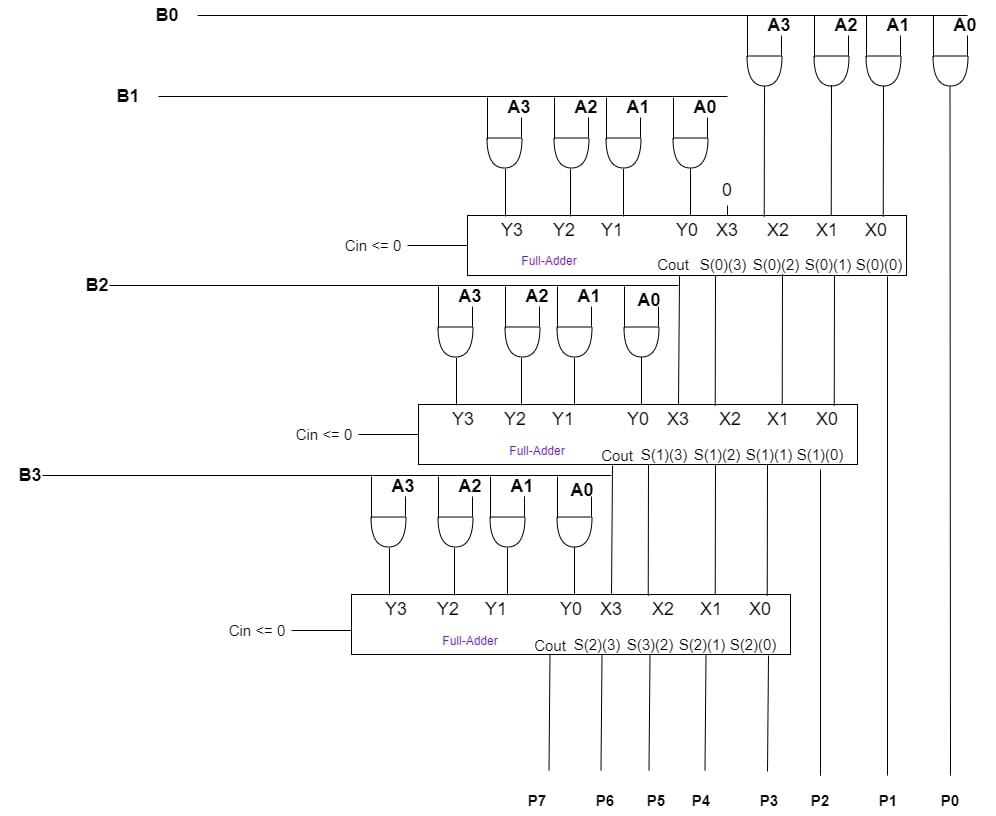 B0
A3 A2 A1 A0
B1
A3 A2 A1 A0
0
Y3 Y2 Y1 Y0 X3 X2 X1 X0
Cin <= 0
Full-Adder
Cout S(0)(3) S(0)(2) S(0)(1) S(0)(0)
B2
A3 A2 A1 A0
Y3 Y2 Y1 Y0 X3 X2 X1 X0
Cin <= 0
Full-Adder
Cout S(1)(3) S(1)(2) S(1)(1) S(1)(0)
B3
A3 A2 A1 A0
Y3 Y2 Y1 Y0 X3 X2 X1 X0
Cin <= 0
Full-Adder
Cout S(2)(3) S(3)(2) S(2)(1) S(2)(0)
P7 P6 P5 P4 P3 P2 P1 P0